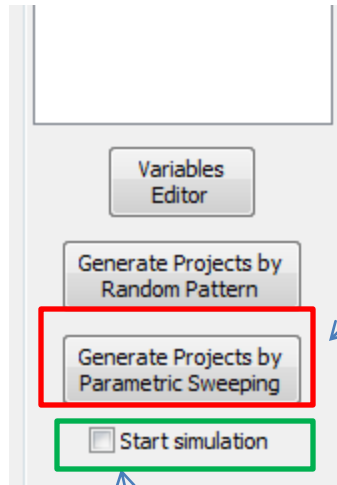 Variables
Editor
Generate Projects by
Random Pattern
Generate Projects by
Parametric Sweeping
Start simulation